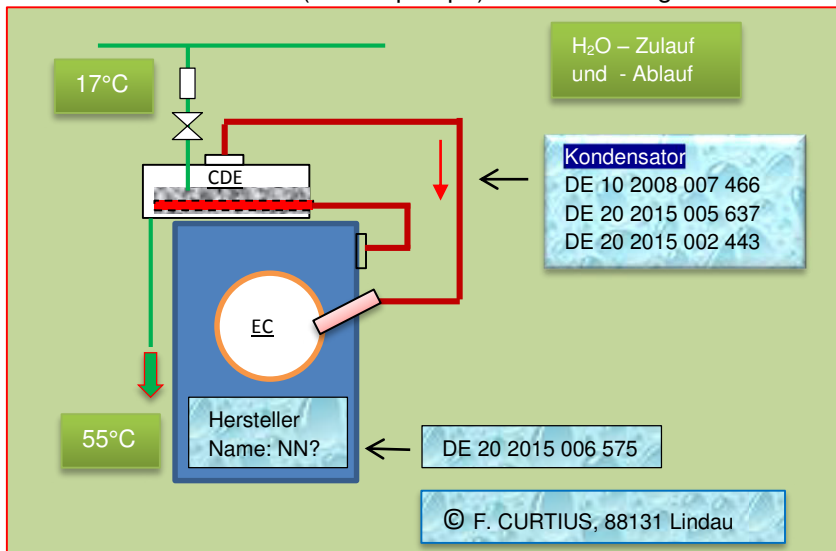 17°C
H₂O – Zulauf
und - Ablauf
CDE
Kondensator
DE 10 2008 007 466
DE 20 2015 005 637
DE 20 2015 002 443
EC
55°C
Hersteller
Name: NN?
DE 20 2015 006 575
© F. CURTIUS, 88131 Lindau